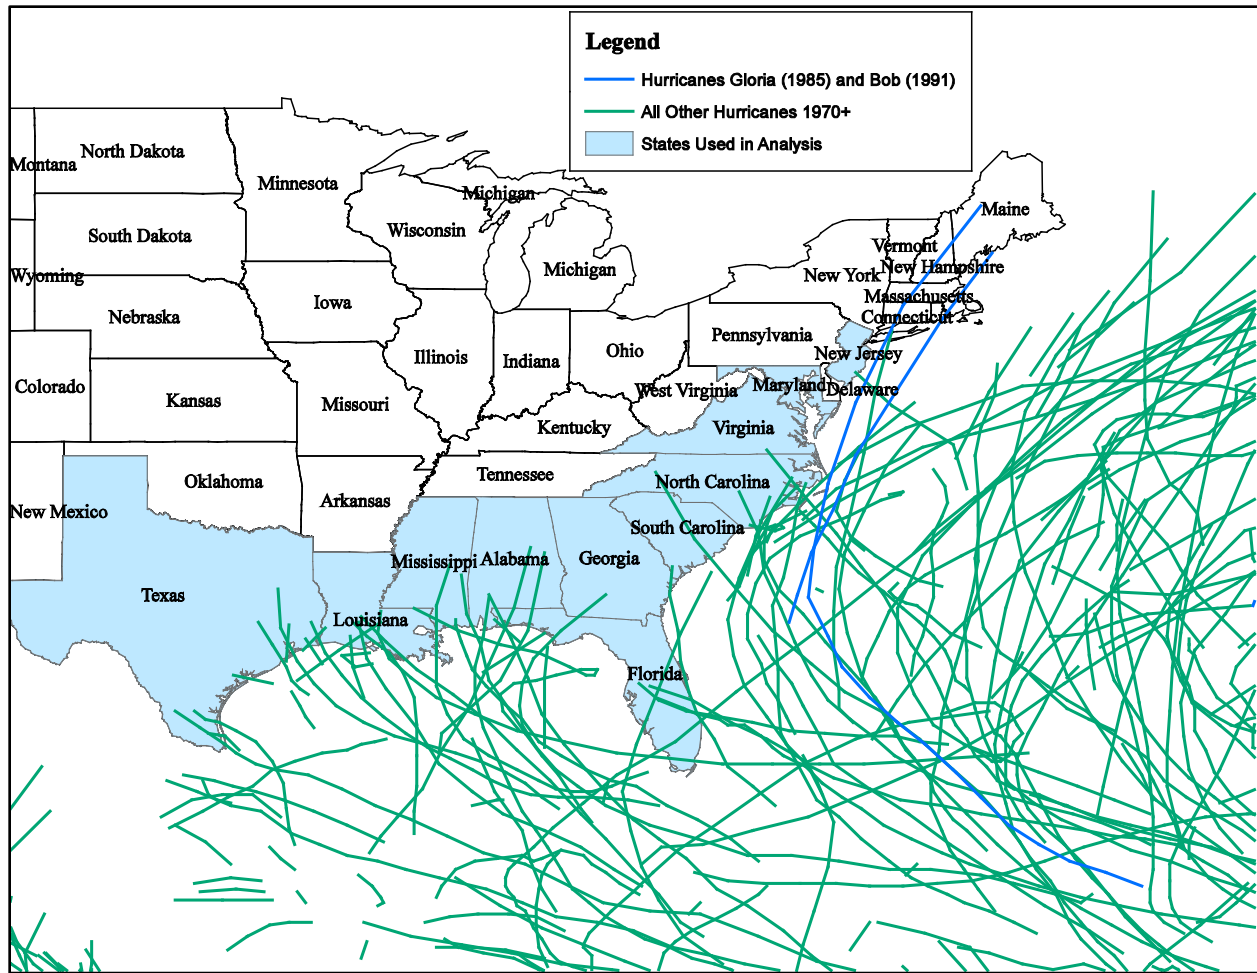 Legend
Hurricanes Gloria (1985) and Bob (1991)
All Other Hurricanes 1970+
States Used in Analysis
Montana
North Dakota
Minnesota
Michigan
Maine
Wisconsin
South Dakota
Vermont
Michigan
New Hampshire
Wyoming
New York
Massachusetts
Iowa
Nebraska
Connecticut
Pennsylvania
Ohio
New Jersey
Illinois
Indiana
Colorado
Maryland
Delaware
West Virginia
Kansas
Missouri
Kentucky
Virginia
Tennessee
Oklahoma
North Carolina
Arkansas
New Mexico
South Carolina
Mississippi
Alabama
Georgia
Texas
Louisiana
Florida